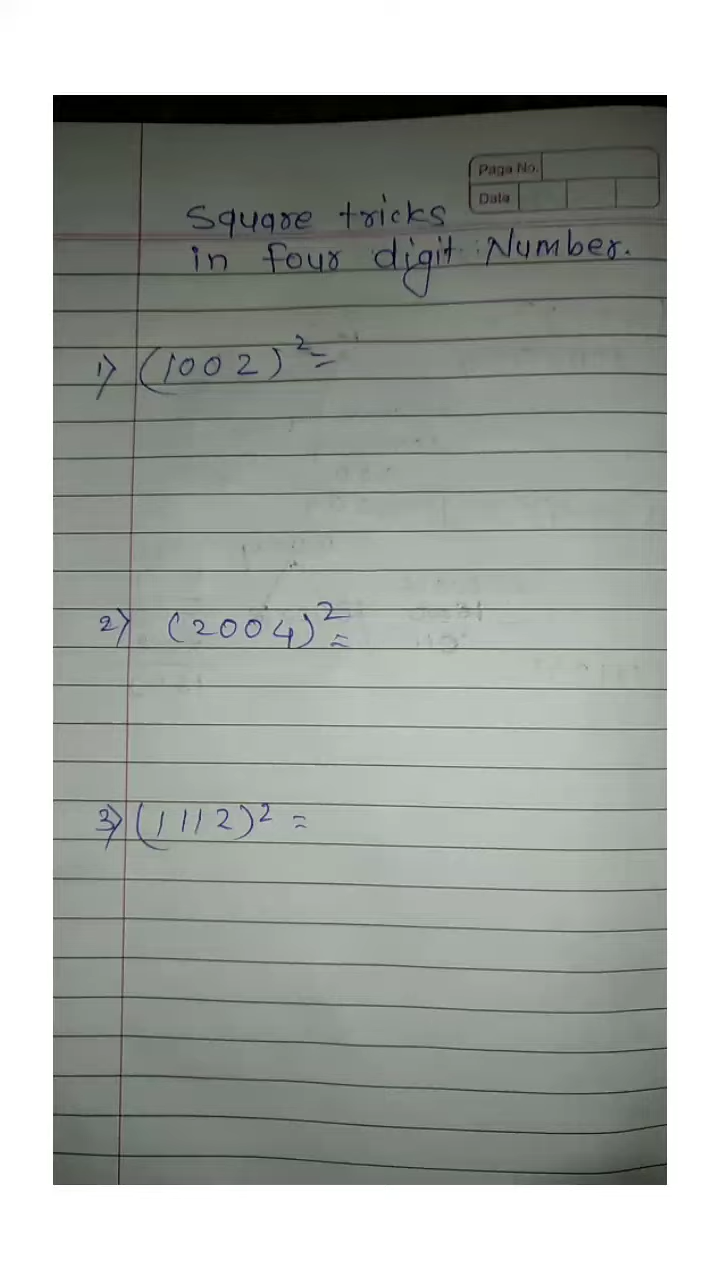 Page No.
Date
Square tricks
in four digit Number.
1) (1002)² =
2) (2004)² =
3) (1112)² =